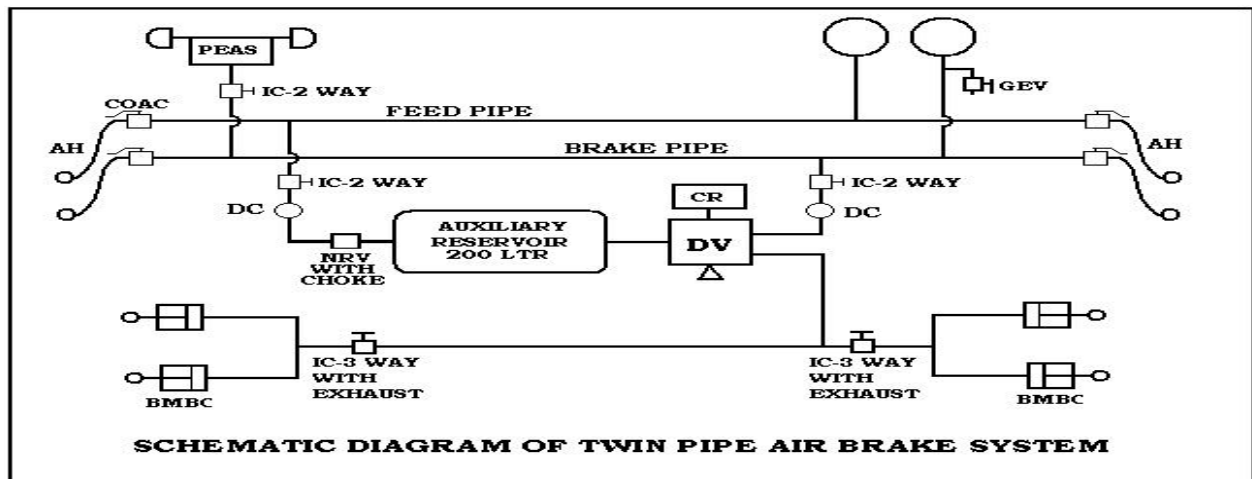 PEAS
IC-2 WAY
GEV
COAC
FEED PIPE
AH
BRAKE PIPE
AH
IC-2 WAY
IC-2 WAY
CR
DC
DC
AUXILIARY
RESERVOIR
200 LTR
DV
NRV
WITH
CHOKE
IC-3 WAY
WITH
EXHAUST
IC-3 WAY
WITH
EXHAUST
BMBC
BMBC
SCHEMATIC DIAGRAM OF TWIN PIPE AIR BRAKE SYSTEM